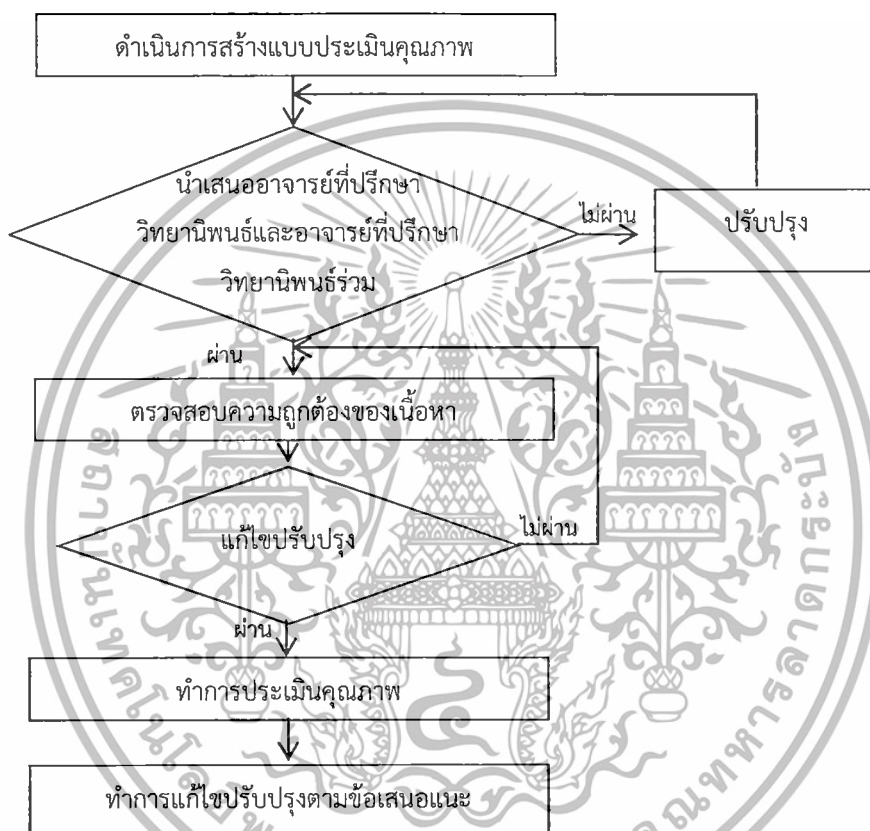 ดำเนินการสร้างแบบประเมินคุณภาพ
นำเสนออาจารย์ที่ปรึกษา
วิทยานิพนธ์และอาจารย์ที่ปรึกษา
วิทยานิพนธ์ร่วม
ไม่ผ่าน
ปรับปรุง
ผ่าน
ตรวจสอบความถูกต้องของเนื้อหา
แก้ไขปรับปรุง
ไม่ผ่าน
ผ่าน
ทำการประเมินคุณภาพ
ทำการแก้ไขปรับปรุงตามข้อเสนอแนะ